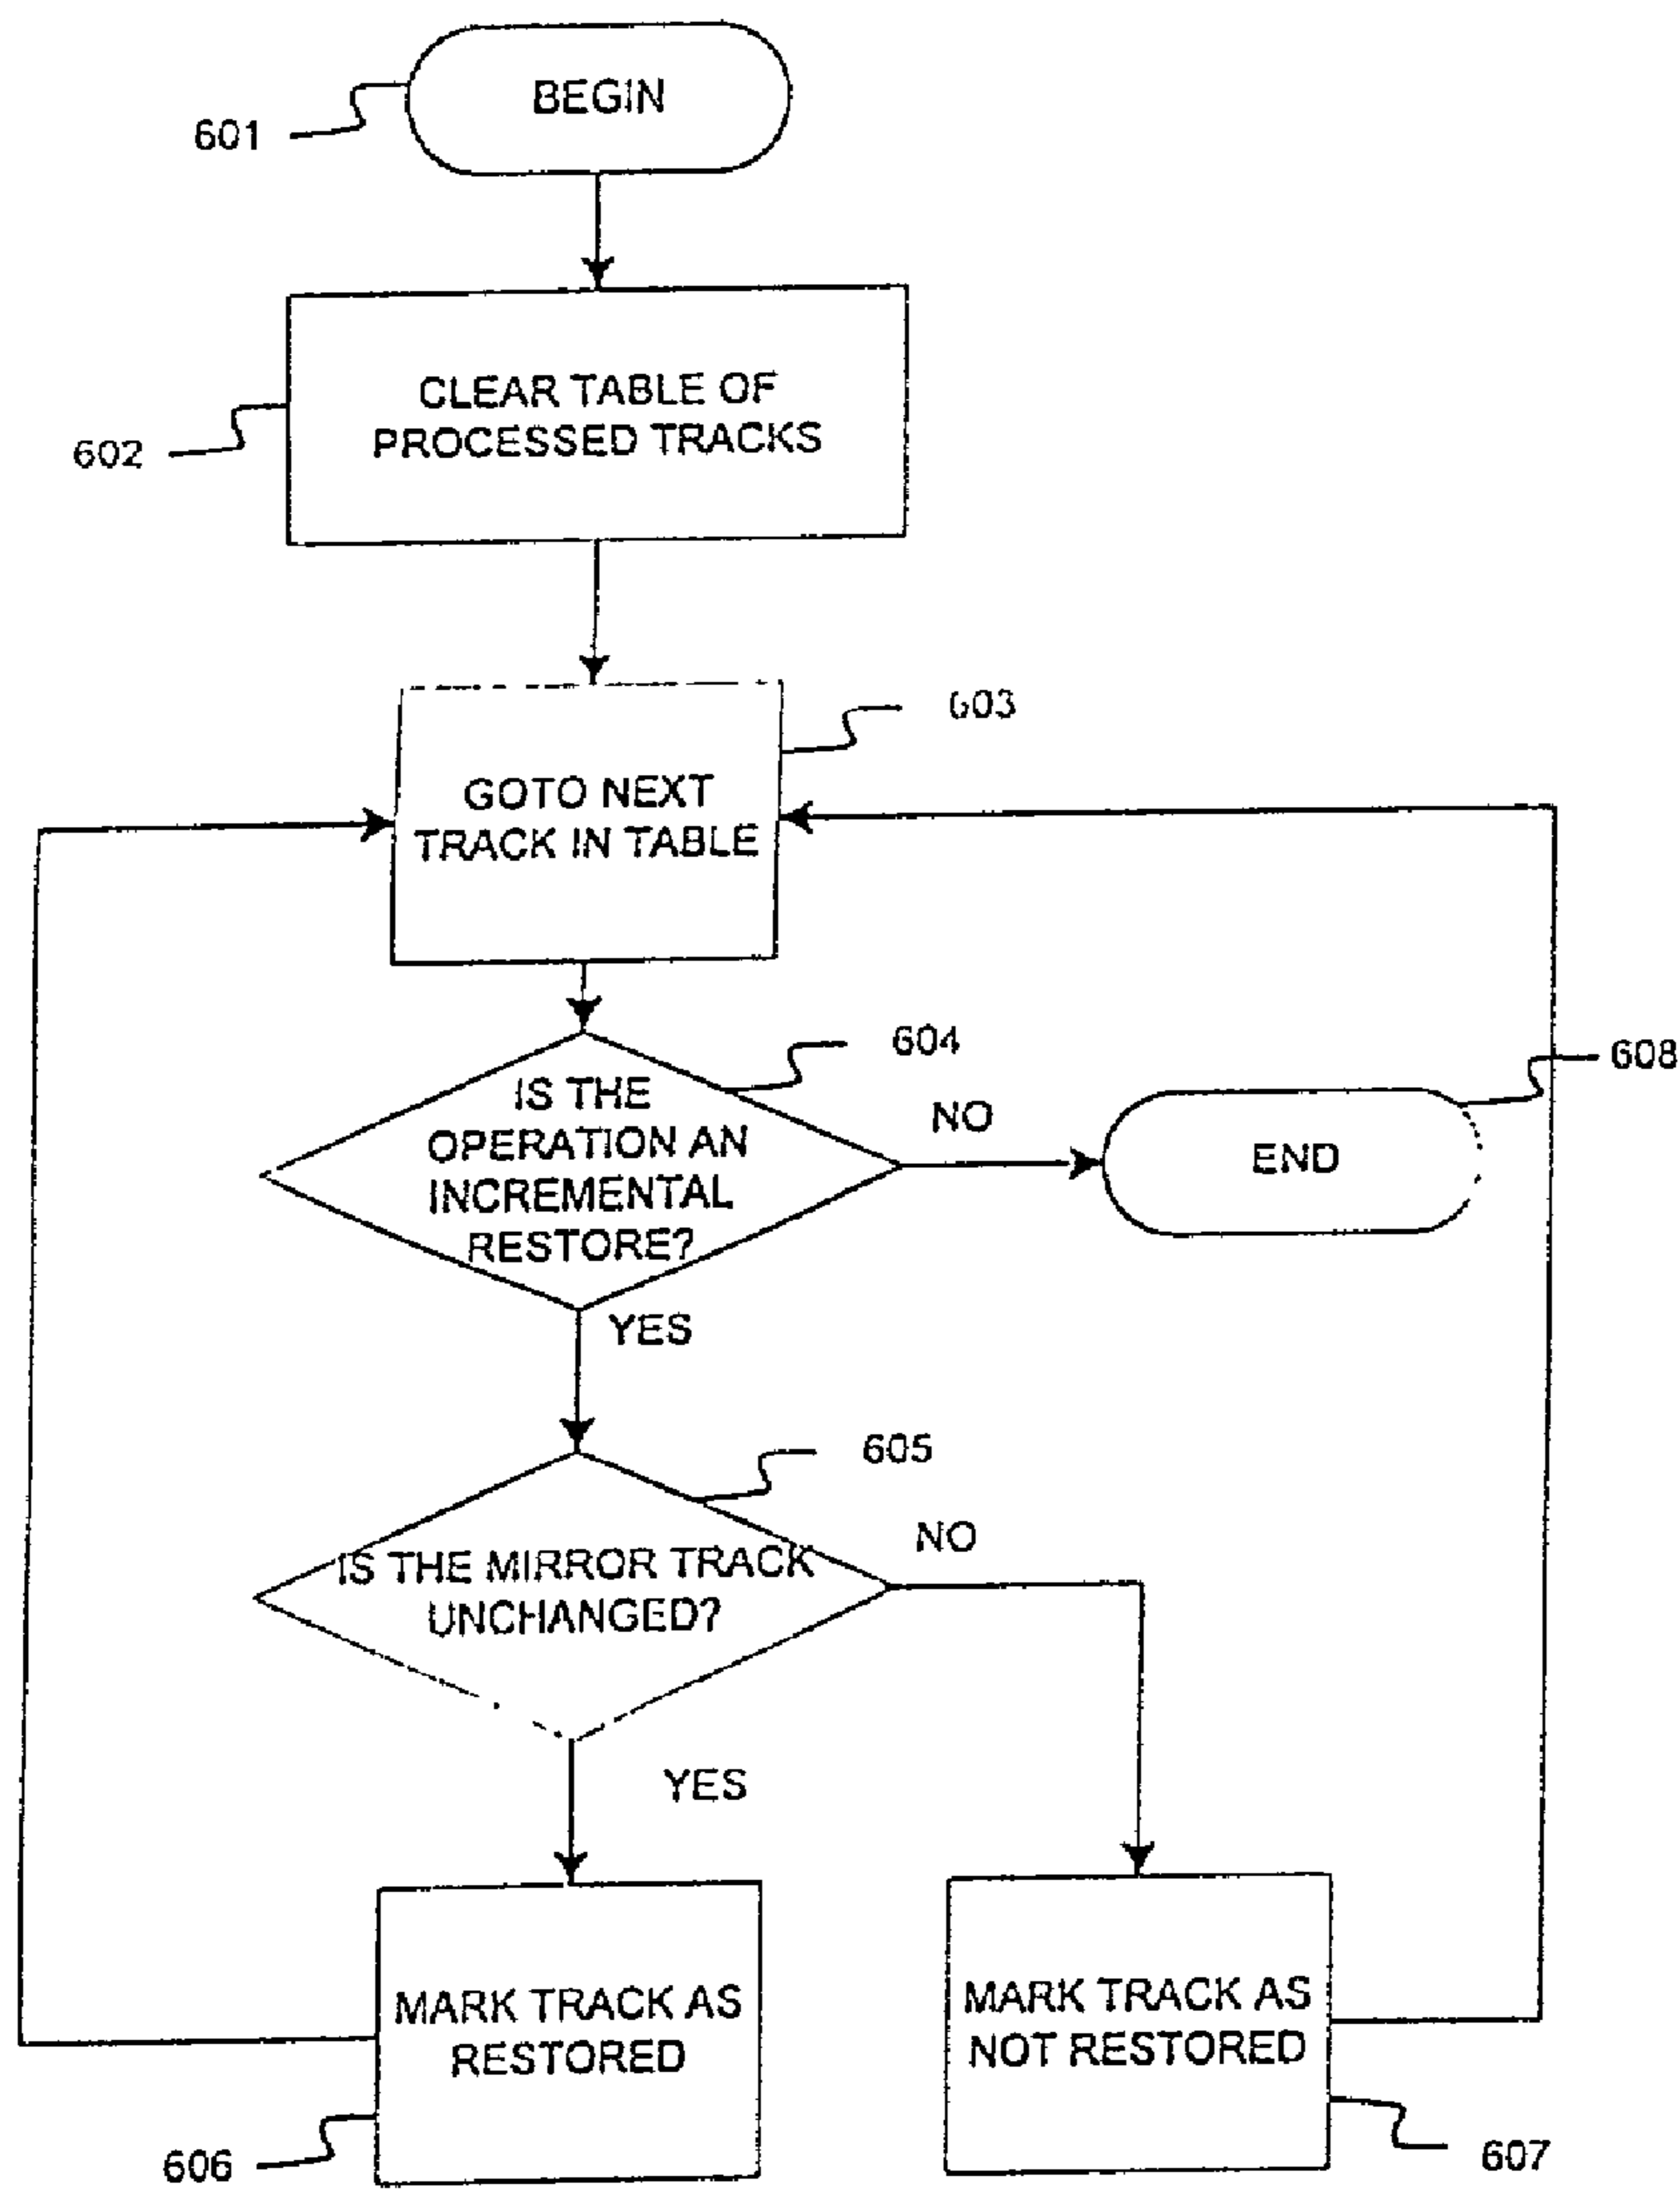 BEGIN
601
CLEAR TABLE OF
PROCESSED TRACKS
602
603
GOTO NEXT
TRACK IN TABLE
604
IS THE
OPERATION AN
INCREMENTAL
RESTORE?
NO
608
END
YES
605
IS THE MIRROR TRACK
UNCHANGED?
NO
YES
MARK TRACK AS
RESTORED
606
MARK TRACK AS
NOT RESTORED
607